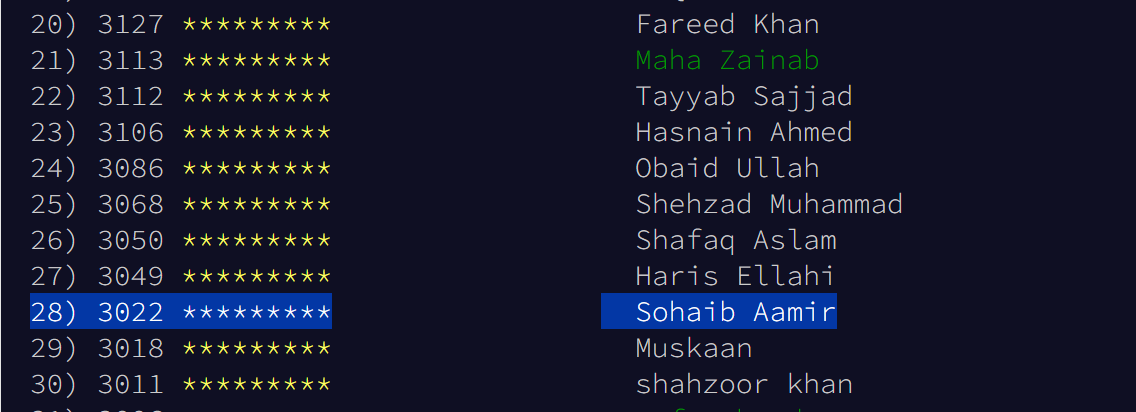 20) 3127 ********* Fareed Khan
21) 3113 ********* Maha Zainab
22) 3112 ********* Tayyab Sajjad
23) 3106 ********* Hasnain Ahmed
24) 3086 ********* Obaid Ullah
25) 3068 ********* Shehzad Muhammad
26) 3050 ********* Shafaq Aslam
27) 3049 ********* Haris Ellahi
28) 3022 ********* Sohaib Aamir
29) 3018 ********* Muskaan
30) 3011 ********* shahzoor khan